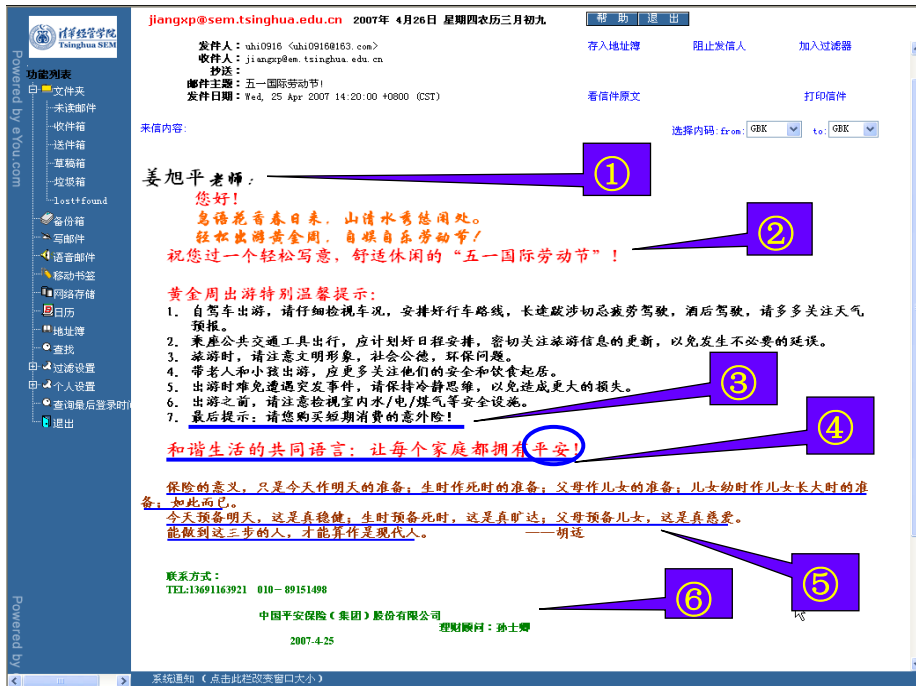 清华经管学院
Tsinghua SEM
Powered by eYou.com
功能列表
文件夹
未读邮件
收件箱
送件箱
草稿箱
垃圾箱
lost+found
备份箱
写邮件
语音邮件
移动书签
网络存储
日历
地址簿
查找
过滤设置
个人设置
查询最后登录时间
退出
Powered by
jiangxp@sem.tsinghua.edu.cn 2007年 4月26日 星期四农历三月初九 帮 助 退 出
发件人：uhi0916 <uhi0916@163.com> 存入地址簿 阻止发信人 加入过滤器
收件人：jiangxp@em.tsinghua.edu.cn
抄送：
邮件主题：五一国际劳动节!
发件日期：Wed, 25 Apr 2007 14:20:00 +0800 (CST) 看信件原文 打印信件
来信内容: 选择内码:from: GBK to: GBK
①
姜旭平老师：
您好！
鸟语花香春日来，山清水秀悠闲处。
②
轻松出游黄金周，自娱自乐劳动节！
祝您过一个轻松写意，舒适休闲的“五一国际劳动节”！
黄金周出游特别温馨提示：
1. 自驾车出游，请仔细检视车况，安排好行车路线，长途跋涉切忌疲劳驾驶，酒后驾驶，请多多关注天气
预报。
2. 乘座公共交通工具出行，应计划好日程安排，密切关注旅游信息的更新，以免发生不必要的延误。
3. 旅游时，请注意文明形象，社会公德，环保问题。
4. 带老人和小孩出游，应更多关注他们的安全和饮食起居。
5. 出游时难免遭遇突发事件，请保持冷静思维，以免造成更大的损失。
③
6. 出游之前，请注意检视室内水/电/煤气等安全设施。
7. 最后提示：请您购买短期消费的意外险！
④
和谐生活的共同语言：让每个家庭都拥有平安！
保险的意义，只是今天作明天的准备；生时作死时的准备；父母作儿女的准备；儿女幼时作儿女长大时的准
备；如此而已。
今天预备明天，这是真稳健；生时预备死时，这是真旷达；父母预备儿女，这是真慈爱。
能做到这三步的人，才能算作是现代人。 ——胡适
⑤
联系方式：
TEL:13691163921 010－89151498
⑥
中国平安保险（集团）股份有限公司
理财顾问：孙士卿
2007-4-25
系统通知 （点击此栏改变窗口大小）